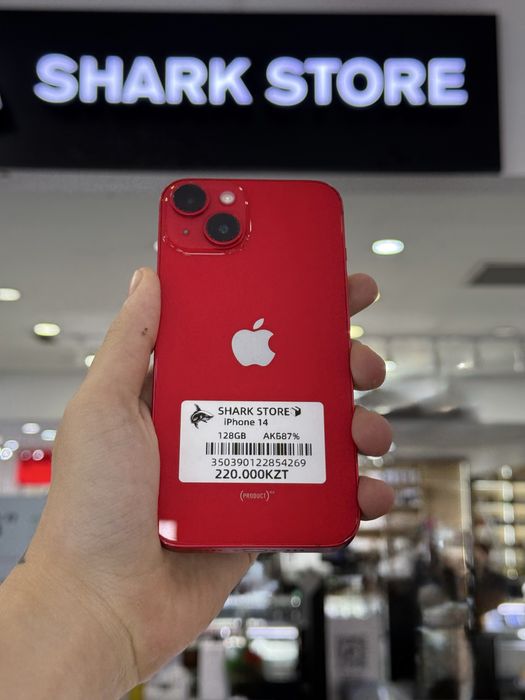 SHARK STORE
SHARK STORE
iPhone 14
128GB АКБ87%
350390122854269
220.000KZT
(PRODUCT)